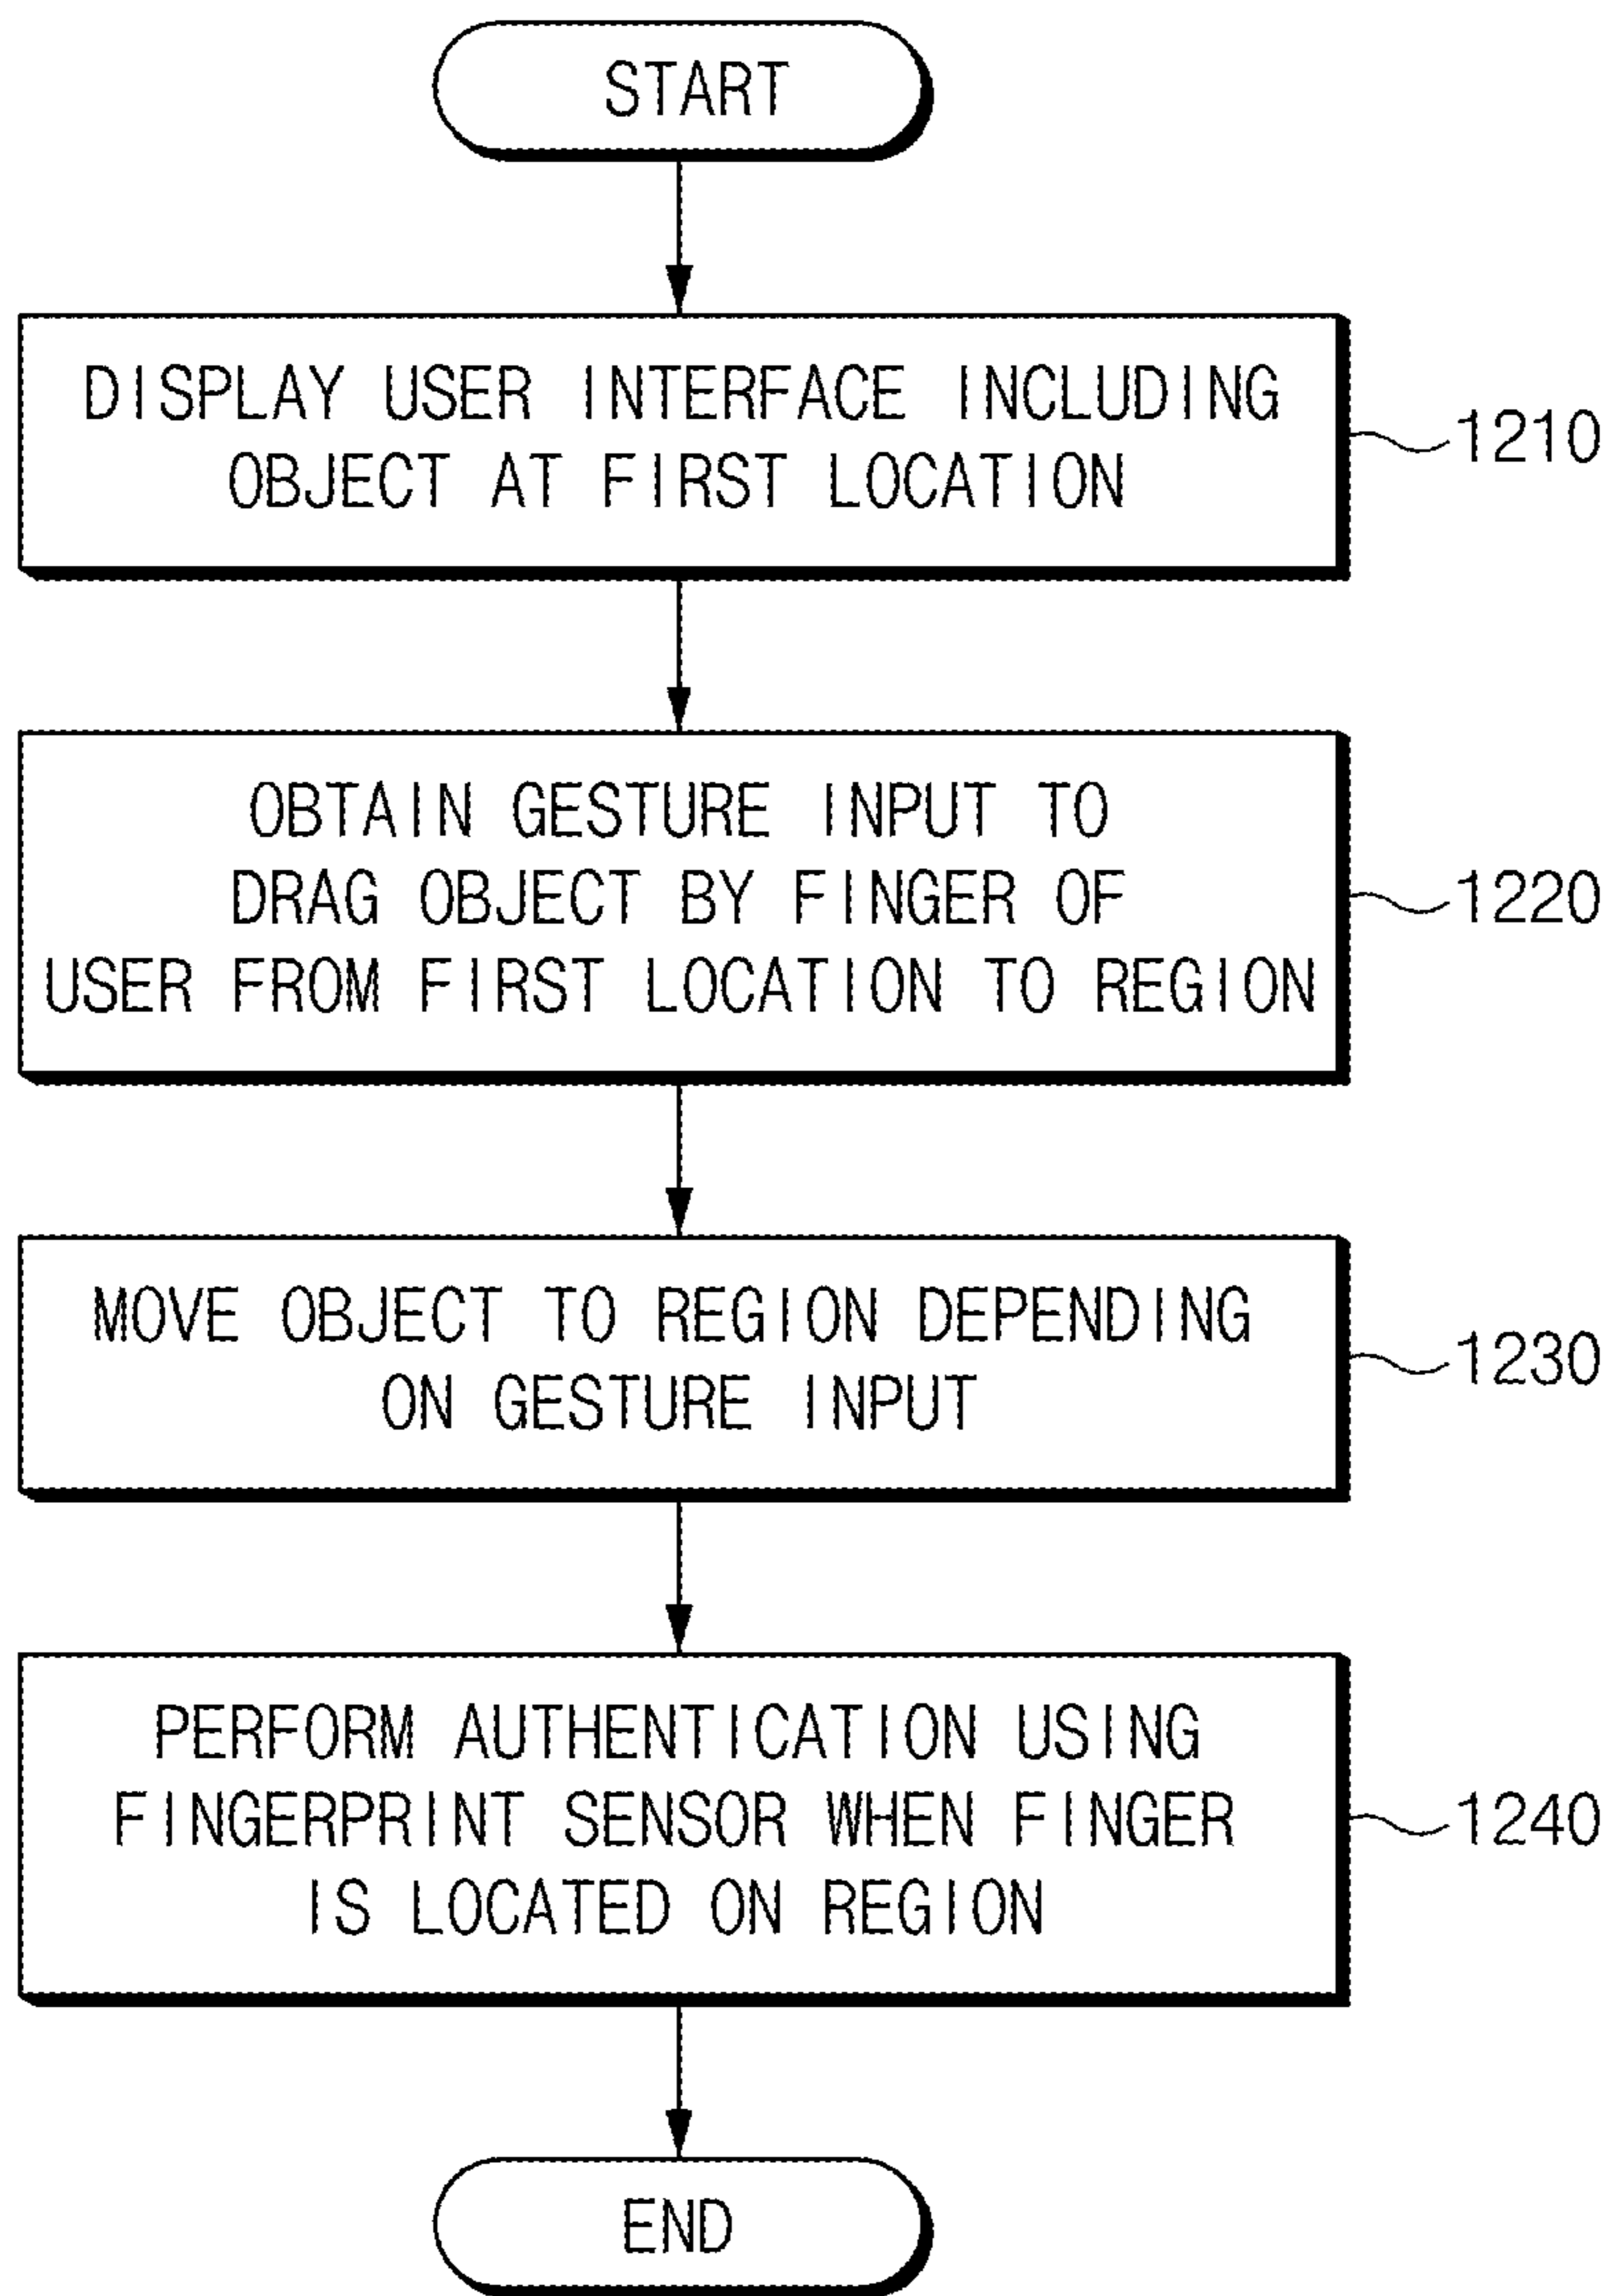 START
DISPLAY USER INTERFACE INCLUDING
OBJECT AT FIRST LOCATION
1210
OBTAIN GESTURE INPUT TO
DRAG OBJECT BY FINGER OF
USER FROM FIRST LOCATION TO REGION
1220
MOVE OBJECT TO REGION DEPENDING
ON GESTURE INPUT
1230
PERFORM AUTHENTICATION USING
FINGERPRINT SENSOR WHEN FINGER
IS LOCATED ON REGION
1240
END